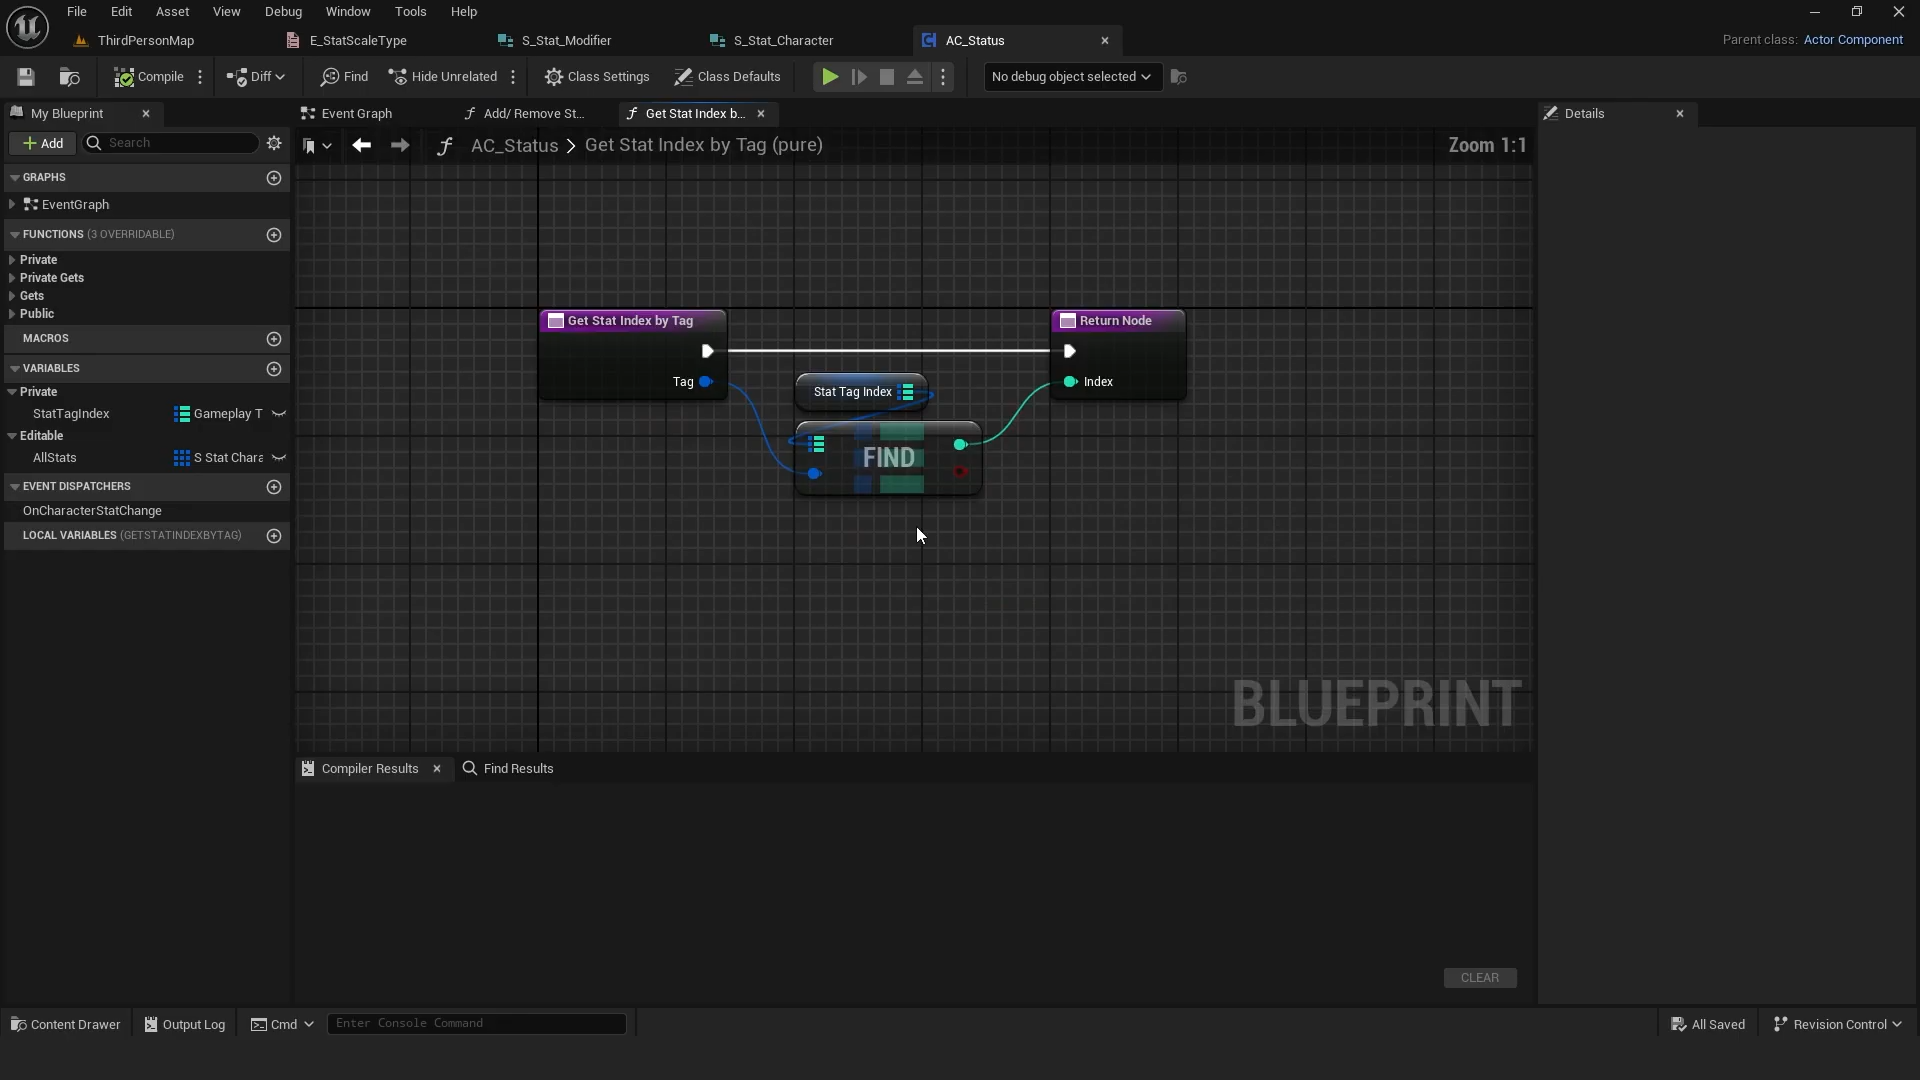 File Edit Asset View Debug Window Tools Help
ThirdPersonMap E_StatScaleType S_Stat_Modifier S_Stat_Character AC_Status Parent class: Actor Component
Compile Diff Find Hide Unrelated Class Settings Class Defaults No debug object selected
My Blueprint Event Graph Add/ Remove St... Get Stat Index b... Details
Add Search AC_Status > Get Stat Index by Tag (pure) Zoom 1:1
GRAPHS
EventGraph
FUNCTIONS (3 OVERRIDABLE)
Private
Private Gets
Gets
Public
MACROS
VARIABLES
Private
StatTagIndex Gameplay T
Editable
AllStats S Stat Chara
EVENT DISPATCHERS
OnCharacterStatChange
LOCAL VARIABLES (GETSTATINDEXBYTAG)
Get Stat Index by Tag
Tag
Stat Tag Index
FIND
Return Node
Index
BLUEPRINT
Compiler Results Find Results
CLEAR
Content Drawer Output Log Cmd Enter Console Command All Saved Revision Control